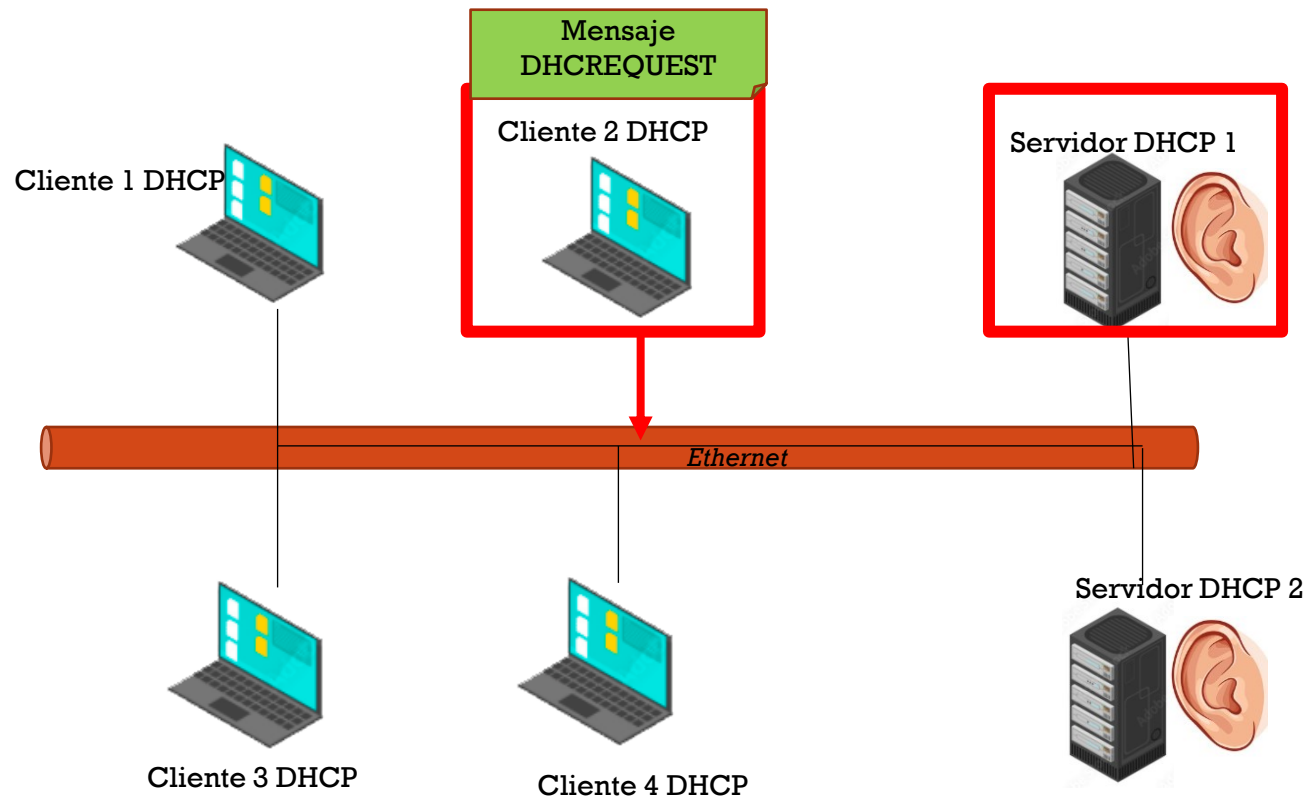 Mensaje
DHCREQUEST
Cliente 2 DHCP
Servidor DHCP 1
Cliente 1 DHCP
Ethernet
Servidor DHCP 2
Cliente 3 DHCP
Cliente 4 DHCP